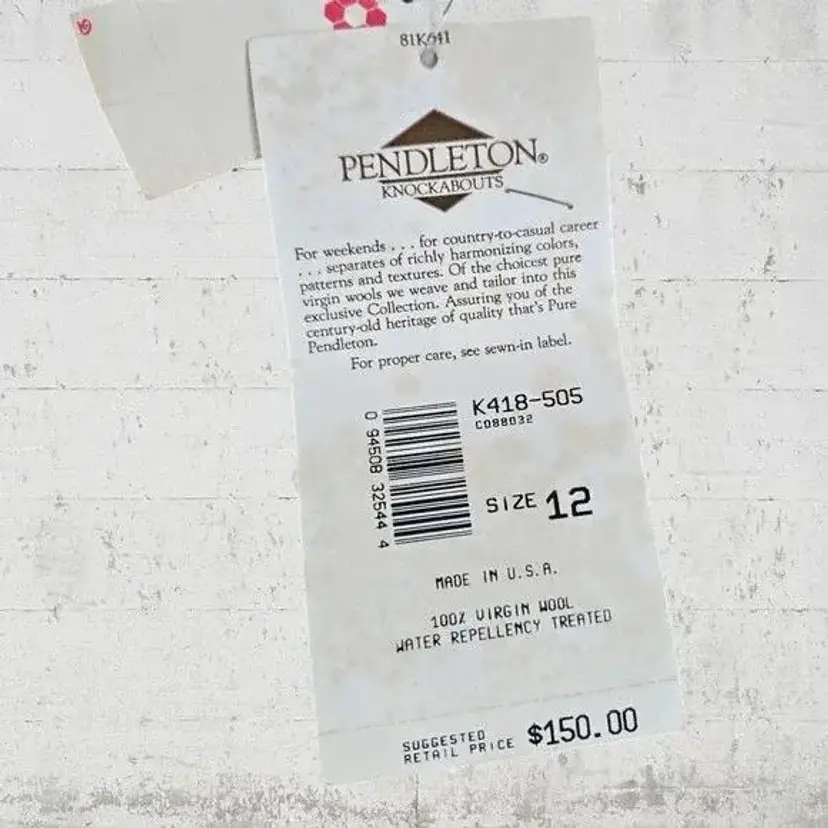 81K641
PENDLETON®
KNOCKABOUTS
For weekends . . . for country-to-casual career
. . . separates of richly harmonizing colors,
patterns and textures. Of the choicest pure
virgin wools we weave and tailor into this
exclusive Collection. Assuring you of the
century-old heritage of quality that's Pure
Pendleton.
For proper care, see sewn-in label.
K418-505
C088032
0 94508 32544 4
SIZE 12
MADE IN U.S.A.
100% VIRGIN WOOL
WATER REPELLENCY TREATED
SUGGESTED
RETAIL PRICE $150.00